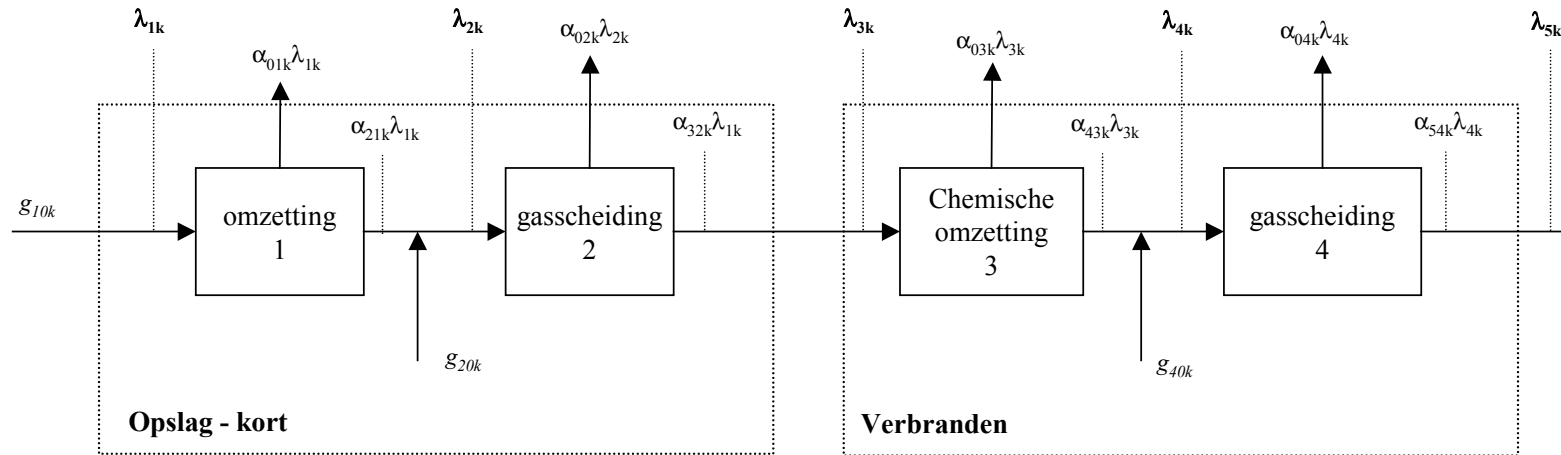 λ1k
λ2k
λ3k
λ4k
λ5k
α01kλ1k
α02kλ2k
α03kλ3k
α04kλ4k
α21kλ1k
α32kλ1k
α43kλ3k
α54kλ4k
g10k
omzetting
1
gasscheiding
2
Chemische
omzetting
3
gasscheiding
4
g20k
g40k
Opslag - kort
Verbranden